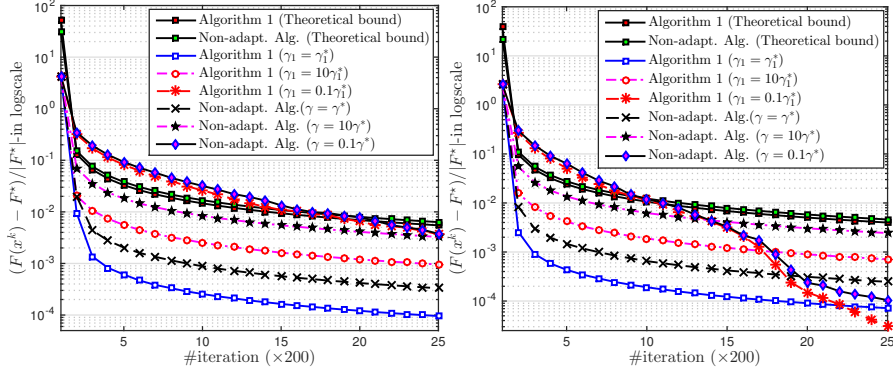 (F(x^k) − F*)/|F*|-in logscale
10^1
10^0
10^-1
10^-2
10^-3
10^-4
5
10
15
20
25
#iteration (×200)
Algorithm 1 (Theoretical bound)
Non-adapt. Alg. (Theoretical bound)
Algorithm 1 (γ₁ = γ₁*)
Algorithm 1 (γ₁ = 10γ₁*)
Algorithm 1 (γ₁ = 0.1γ₁*)
Non-adapt. Alg.(γ = γ*)
Non-adapt. Alg. (γ = 10γ*)
Non-adapt. Alg. (γ = 0.1γ*)
(F(x^k) − F*)/|F*|-in logscale
10^1
10^0
10^-1
10^-2
10^-3
10^-4
5
10
15
20
25
#iteration (×200)
Algorithm 1 (Theoretical bound)
Non-adapt. Alg. (Theoretical bound)
Algorithm 1 (γ₁ = γ₁*)
Algorithm 1 (γ₁ = 10γ₁*)
Algorithm 1 (γ₁ = 0.1γ₁*)
Non-adapt. Alg.(γ = γ*)
Non-adapt. Alg. (γ = 10γ*)
Non-adapt. Alg. (γ = 0.1γ*)